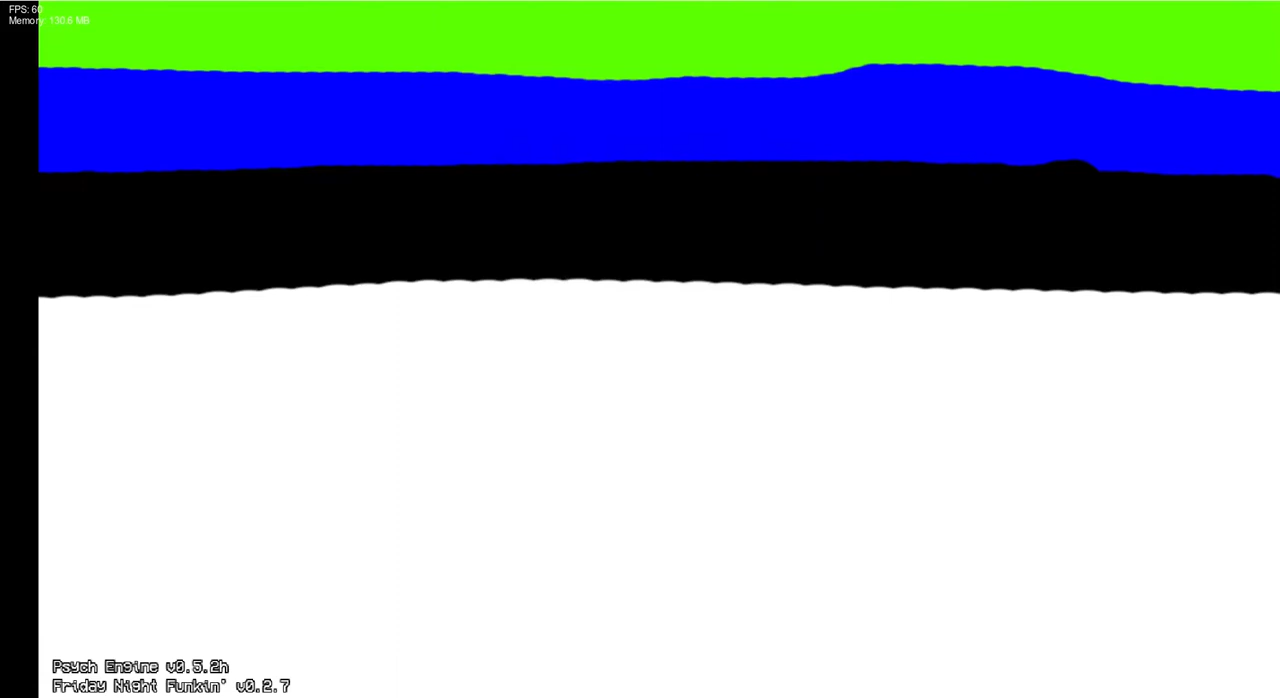 FPS: 60
Memory: 130.6 MB
Psych Engine v0.5.2h
Friday Night Funkin' v0.2.7